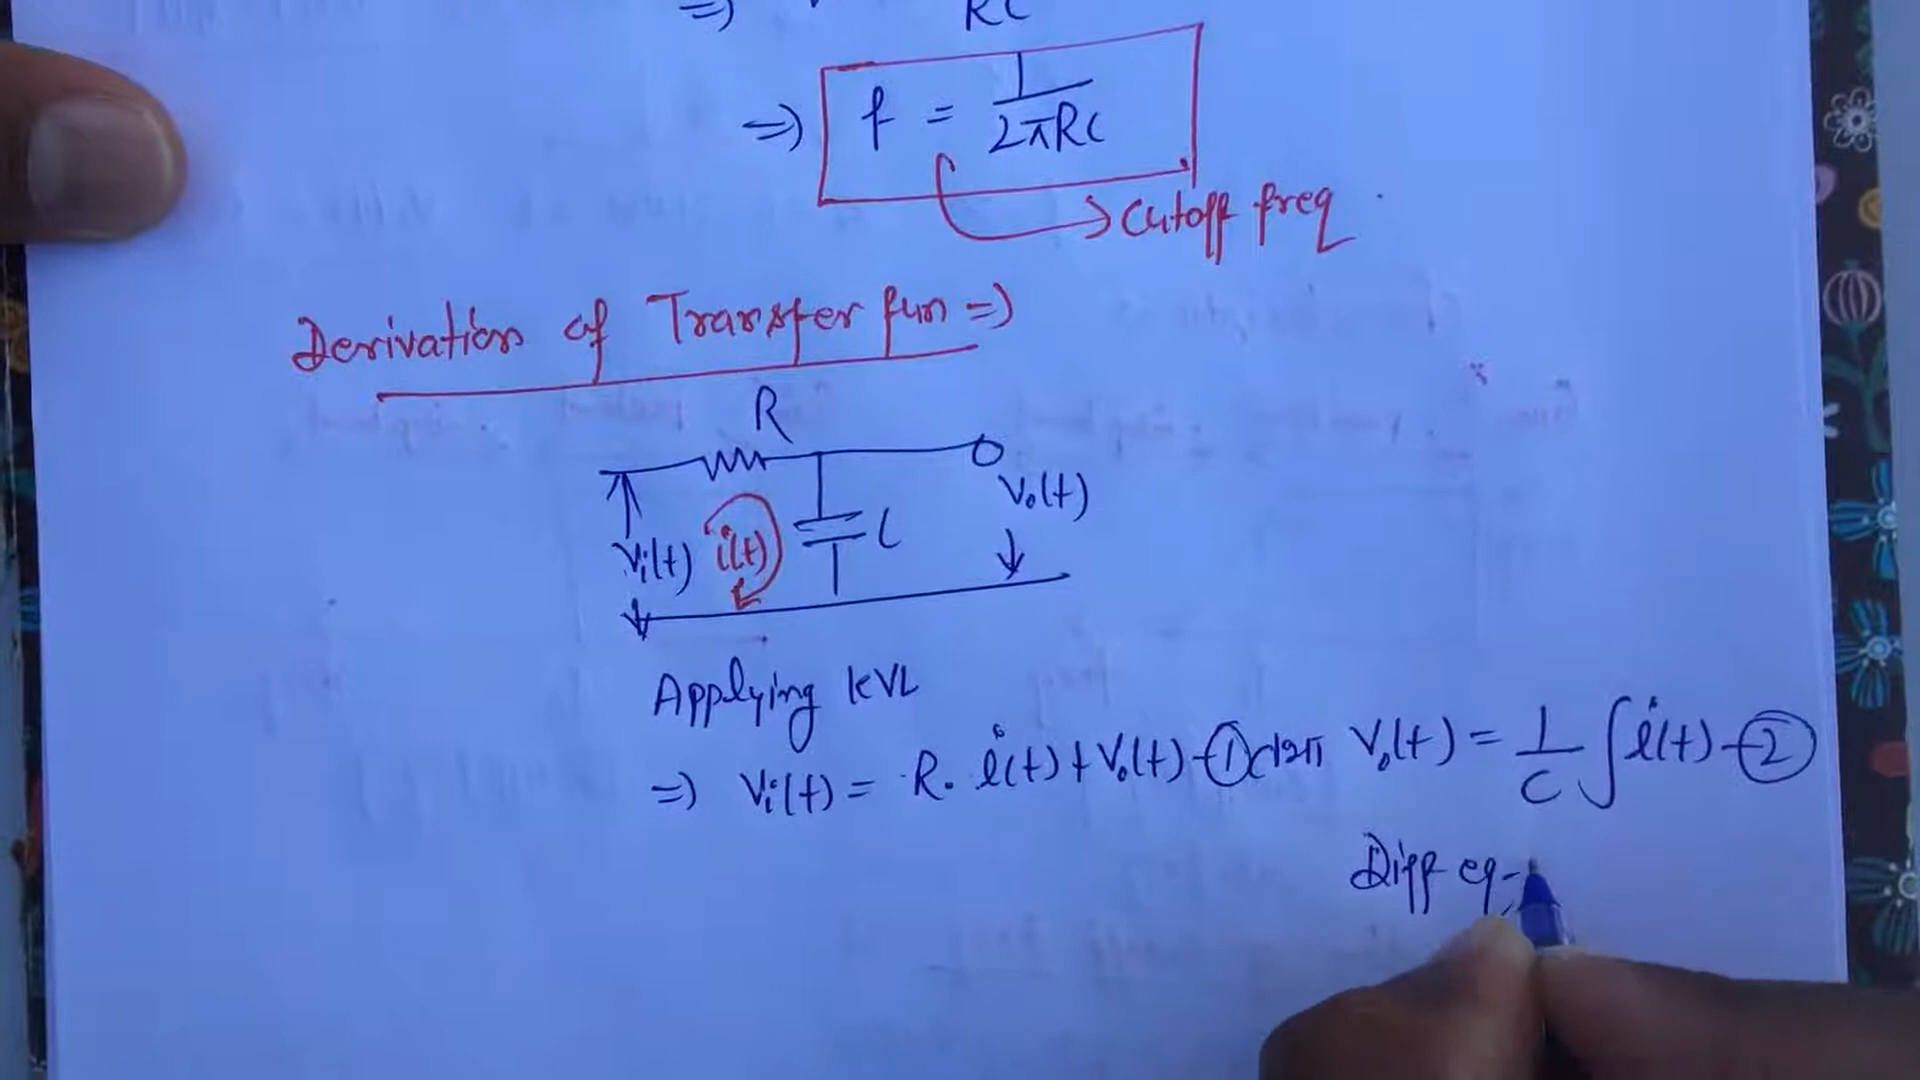 => RC
=> f = 1/2πRC
→ Cutoff freq
Derivation of Transfer fun =>
R
Vi(t) i(t) C Vo(t)
Applying KVL
=> Vi(t) = R. i(t) + Vo(t) - ① Vo(t) = 1/C ∫ i(t) - ②
Diff eq-